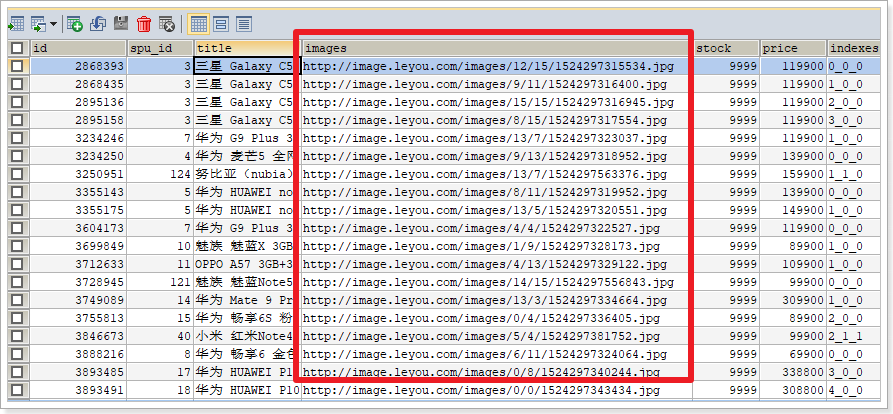 id spu_id title images stock price indexes
2868393 3 三星 Galaxy C5 http://image.leyou.com/images/12/15/1524297315534.jpg 9999 119900 0_0_0
2868435 3 三星 Galaxy C5 http://image.leyou.com/images/9/11/1524297316400.jpg 9999 119900 1_0_0
2895136 3 三星 Galaxy C5 http://image.leyou.com/images/15/15/1524297316945.jpg 9999 119900 2_0_0
2895158 3 三星 Galaxy C5 http://image.leyou.com/images/8/15/1524297317554.jpg 9999 119900 3_0_0
3234246 7 华为 G9 Plus 3 http://image.leyou.com/images/13/7/1524297323037.jpg 9999 119900 1_0_0
3234250 4 华为 麦芒5 全网 http://image.leyou.com/images/9/13/1524297318952.jpg 9999 139900 0_0_0
3250951 124 努比亚（nubia） http://image.leyou.com/images/13/7/1524297563376.jpg 9999 159900 1_1_0
3355143 5 华为 HUAWEI no http://image.leyou.com/images/8/11/1524297319952.jpg 9999 139900 0_0_0
3355175 5 华为 HUAWEI no http://image.leyou.com/images/13/5/1524297320551.jpg 9999 149900 1_0_0
3604173 7 华为 G9 Plus 3 http://image.leyou.com/images/4/4/1524297322527.jpg 9999 119900 0_0_0
3699849 10 魅族 魅蓝X 3GB http://image.leyou.com/images/1/9/1524297328173.jpg 9999 89900 1_0_0
3712633 11 OPPO A57 3GB+3 http://image.leyou.com/images/4/13/1524297329122.jpg 9999 109900 1_0_0
3728945 121 魅族 魅蓝Note5 http://image.leyou.com/images/14/15/1524297556843.jpg 9999 99900 0_0_0
3749089 14 华为 Mate 9 Pr http://image.leyou.com/images/13/3/1524297334664.jpg 9999 309900 1_0_0
3755813 15 华为 畅享6S 粉 http://image.leyou.com/images/0/4/1524297336405.jpg 9999 89900 2_0_0
3846673 40 小米 红米Note4 http://image.leyou.com/images/5/4/1524297381752.jpg 9999 99900 2_1_1
3888216 8 华为 畅享6 金色 http://image.leyou.com/images/6/11/1524297324064.jpg 9999 69900 0_0_0
3893485 17 华为 HUAWEI P1 http://image.leyou.com/images/0/8/1524297340244.jpg 9999 338800 3_0_0
3893491 18 华为 HUAWEI P10 http://image.leyou.com/images/0/0/1524297343434.jpg 9999 308800 4_0_0